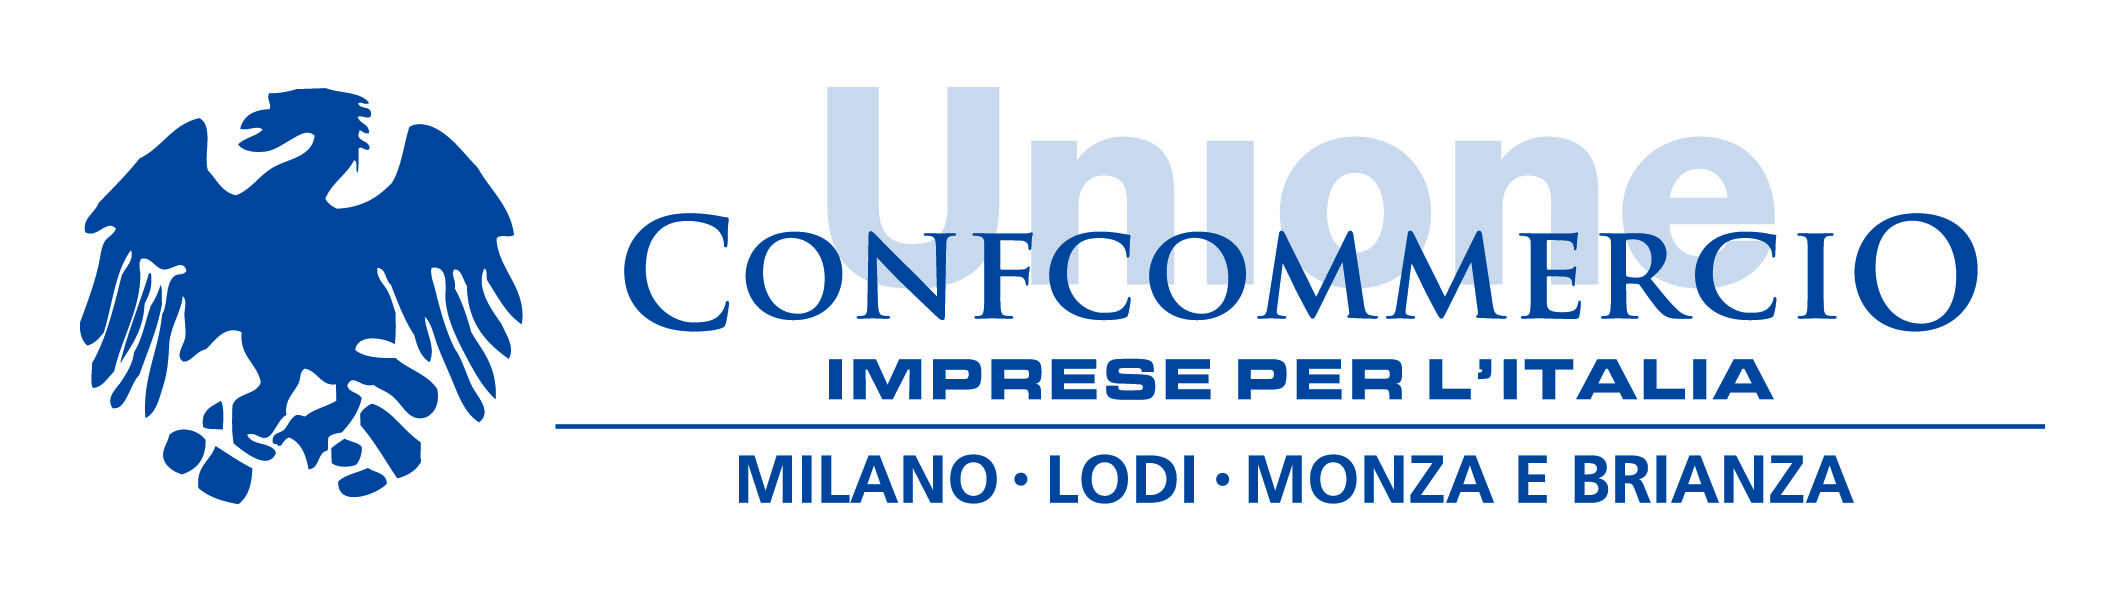 Unione
CONFCOMMERCIO
IMPRESE PER L'ITALIA
MILANO · LODI · MONZA E BRIANZA